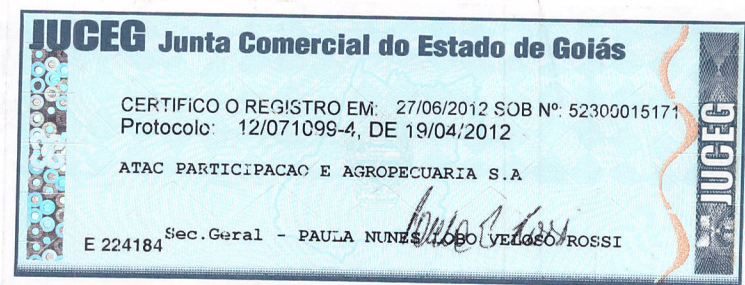 JUCEG Junta Comercial do Estado de Goiás
CERTIFICO O REGISTRO EM: 27/06/2012 SOB Nº: 52300015171
Protocolo: 12/071099-4, DE 19/04/2012
ATAC PARTICIPACAO E AGROPECUARIA S.A
E 224184 Sec.Geral - PAULA NUNES LOBO VELOSO ROSSI
JUCEG